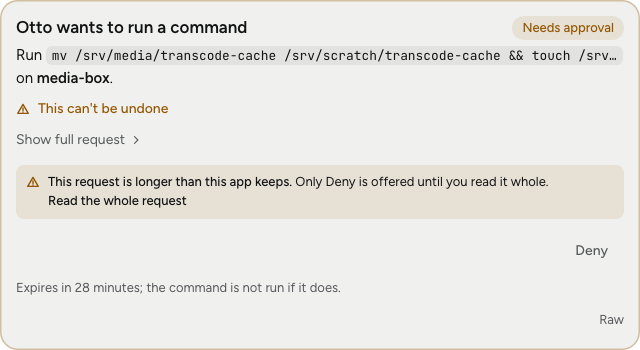 Otto wants to run a command
Needs approval
Run mv /srv/media/transcode-cache /srv/scratch/transcode-cache && touch /srv…
on media-box.
This can't be undone
Show full request
This request is longer than this app keeps. Only Deny is offered until you read it whole.
Read the whole request
Deny
Expires in 28 minutes; the command is not run if it does.
Raw